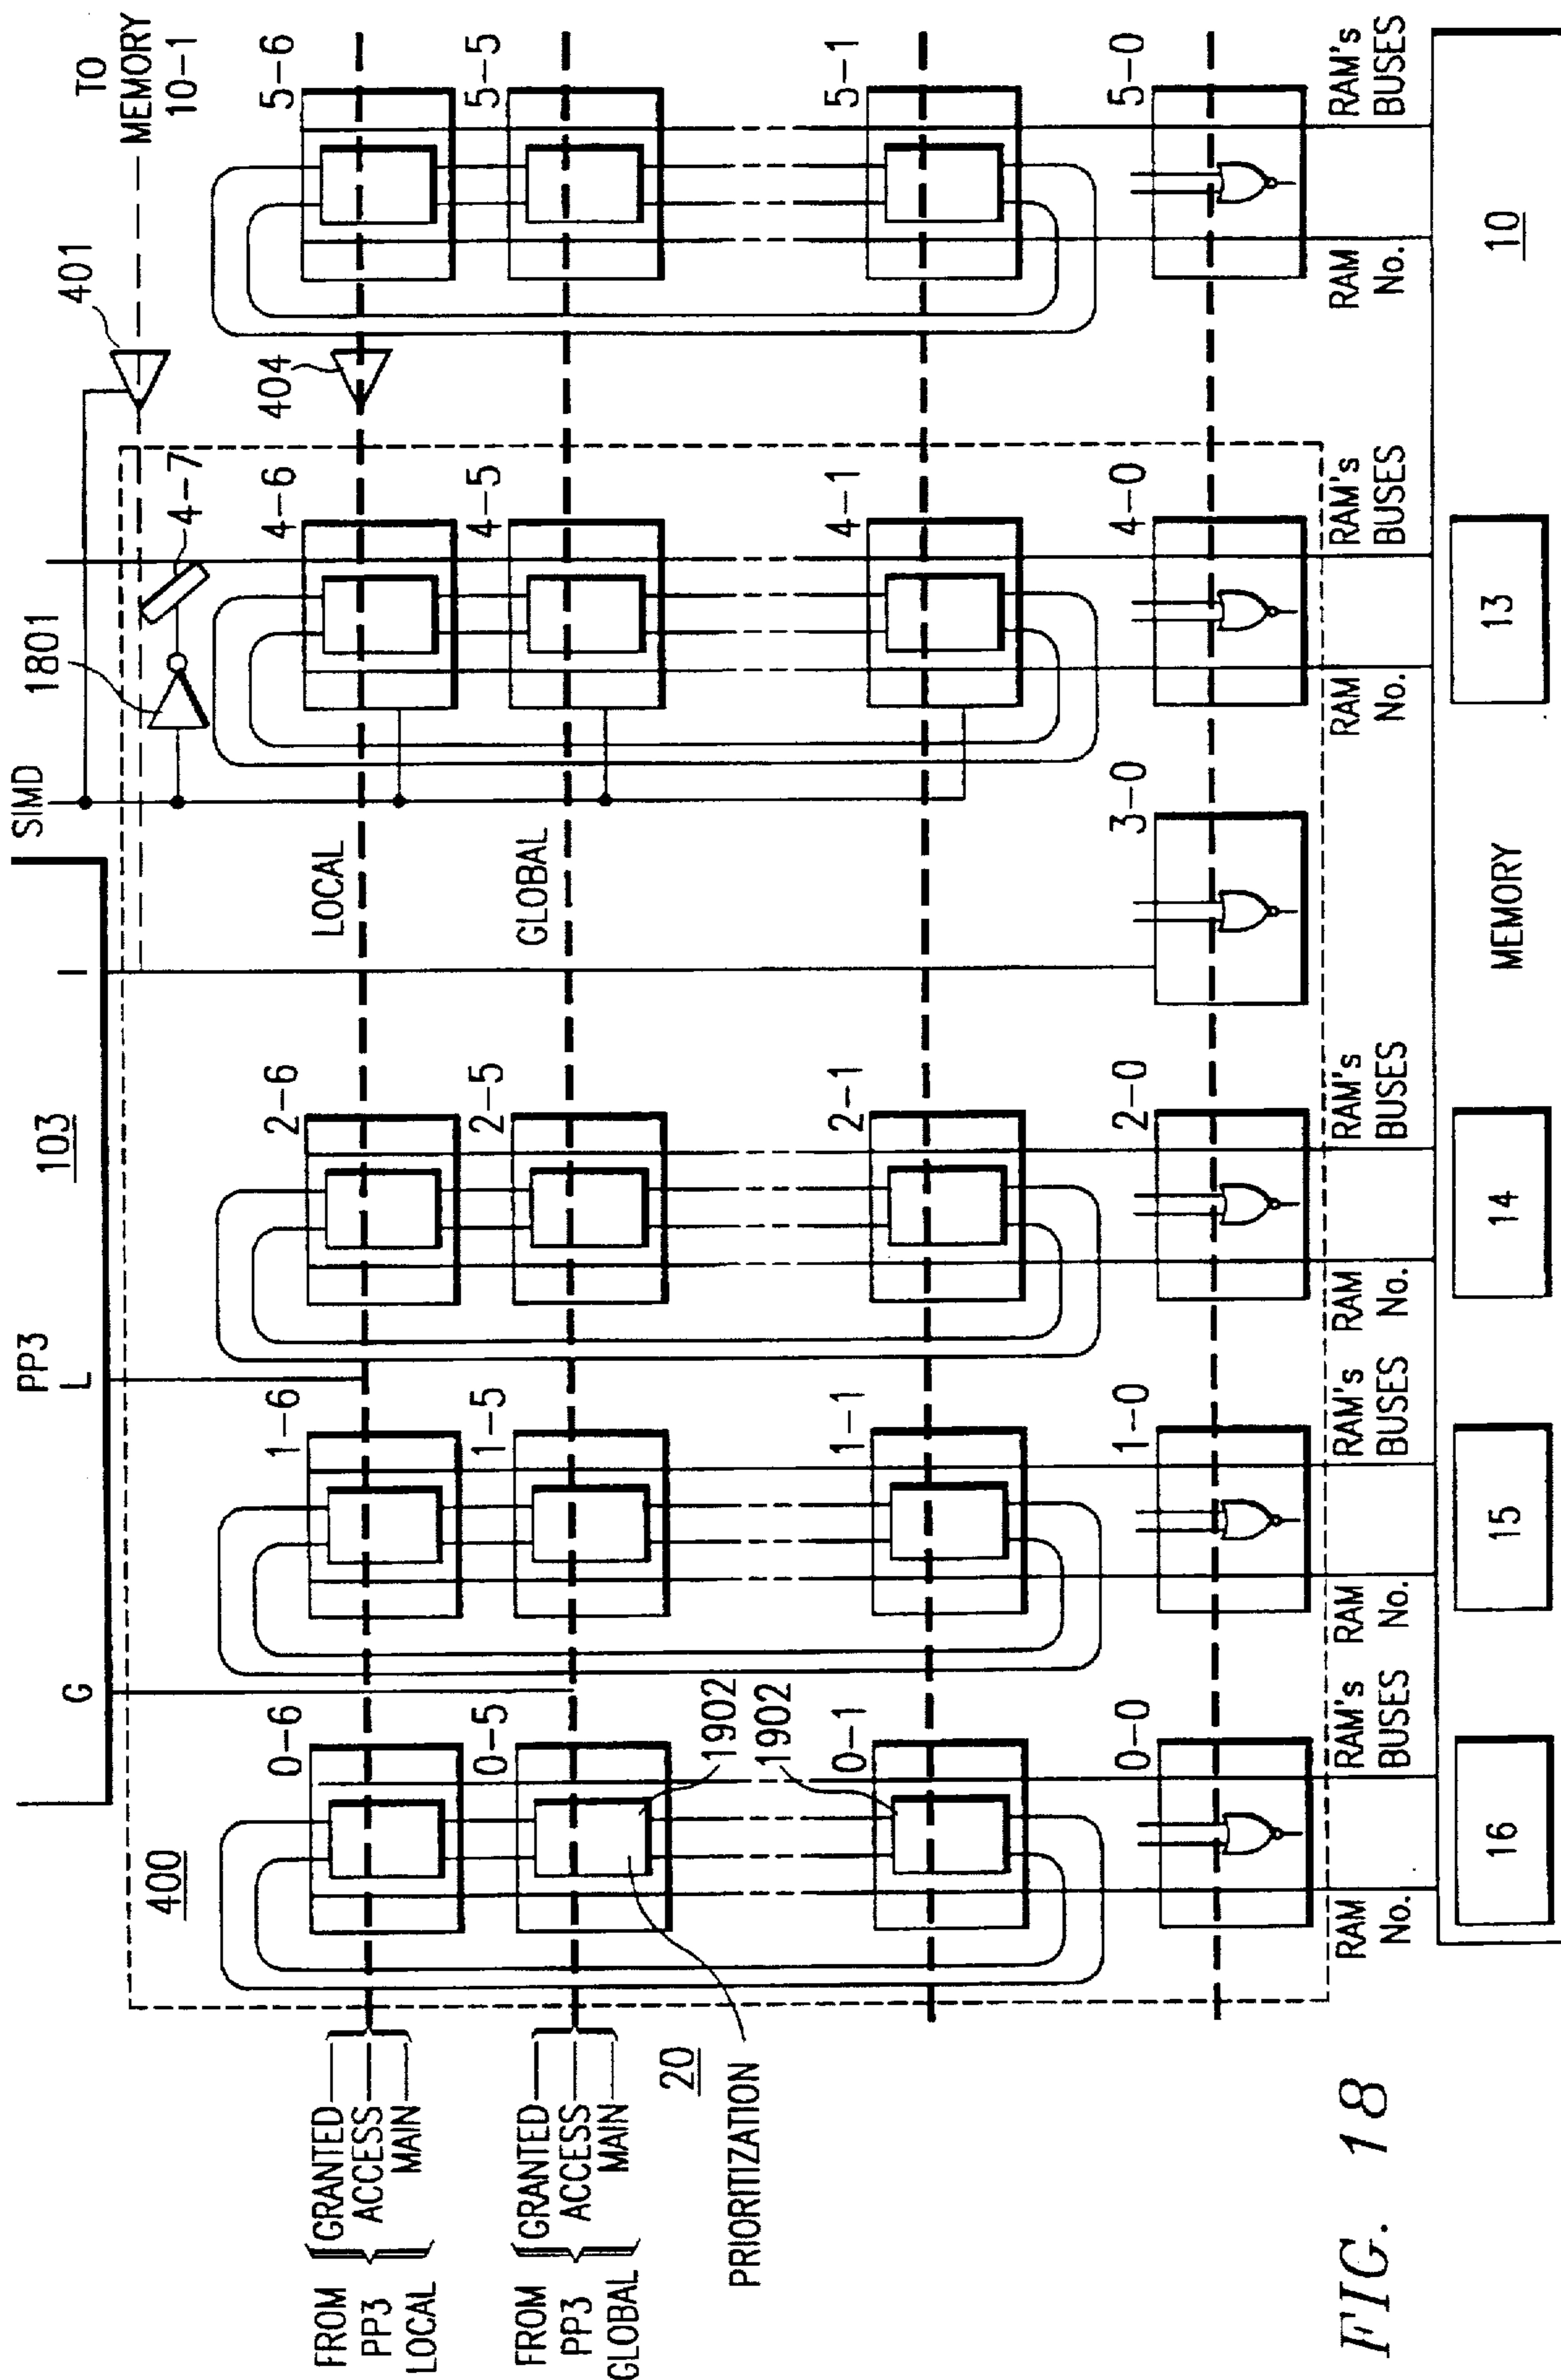 PP3
G
L
103
I
SIMD
1801
4-7
401
TO
MEMORY
10-1
400
0-6
1-6
2-6
LOCAL
4-6
404
5-6
FROM
PP3
LOCAL
GRANTED
ACCESS
MAIN
0-5
1-5
2-5
GLOBAL
4-5
5-5
FROM
PP3
GLOBAL
GRANTED
ACCESS
MAIN
20
PRIORITIZATION
1902
1902
0-1
1-1
2-1
4-1
5-1
0-0
1-0
2-0
3-0
4-0
5-0
RAM
No.
RAM's
BUSES
RAM
No.
RAM's
BUSES
RAM
No.
RAM's
BUSES
RAM
No.
RAM's
BUSES
RAM
No.
RAM's
BUSES
16
15
14
MEMORY
13
10
FIG. 18